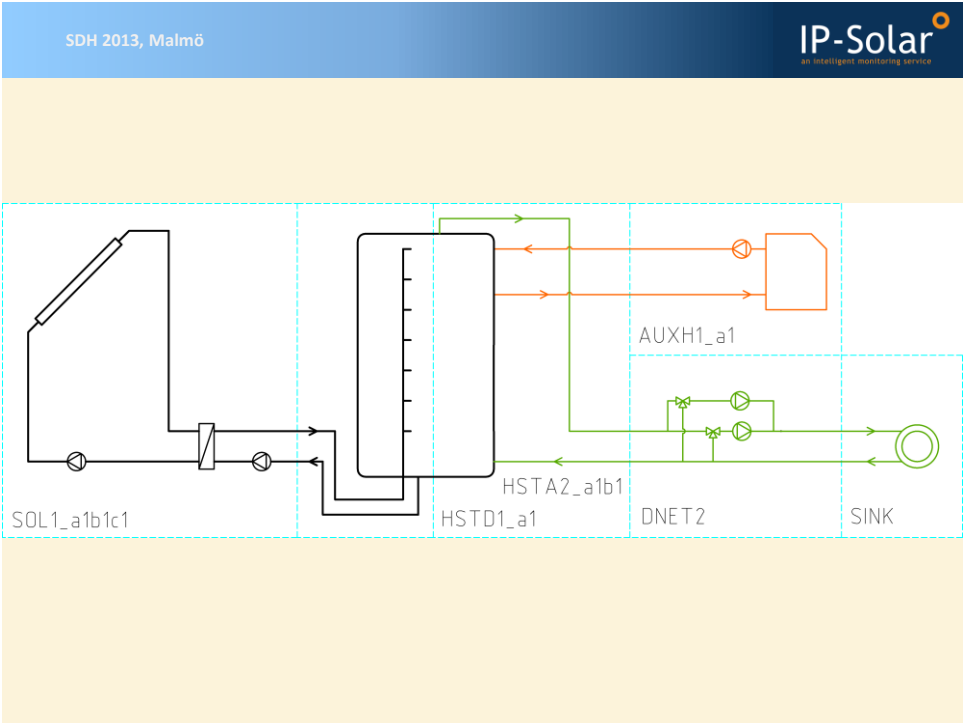 SDH 2013, Malmö
IP-Solar
an intelligent monitoring service
AUXH1_a1
HSTA2_a1b1
SOL1_a1b1c1
HSTD1_a1
DNET2
SINK